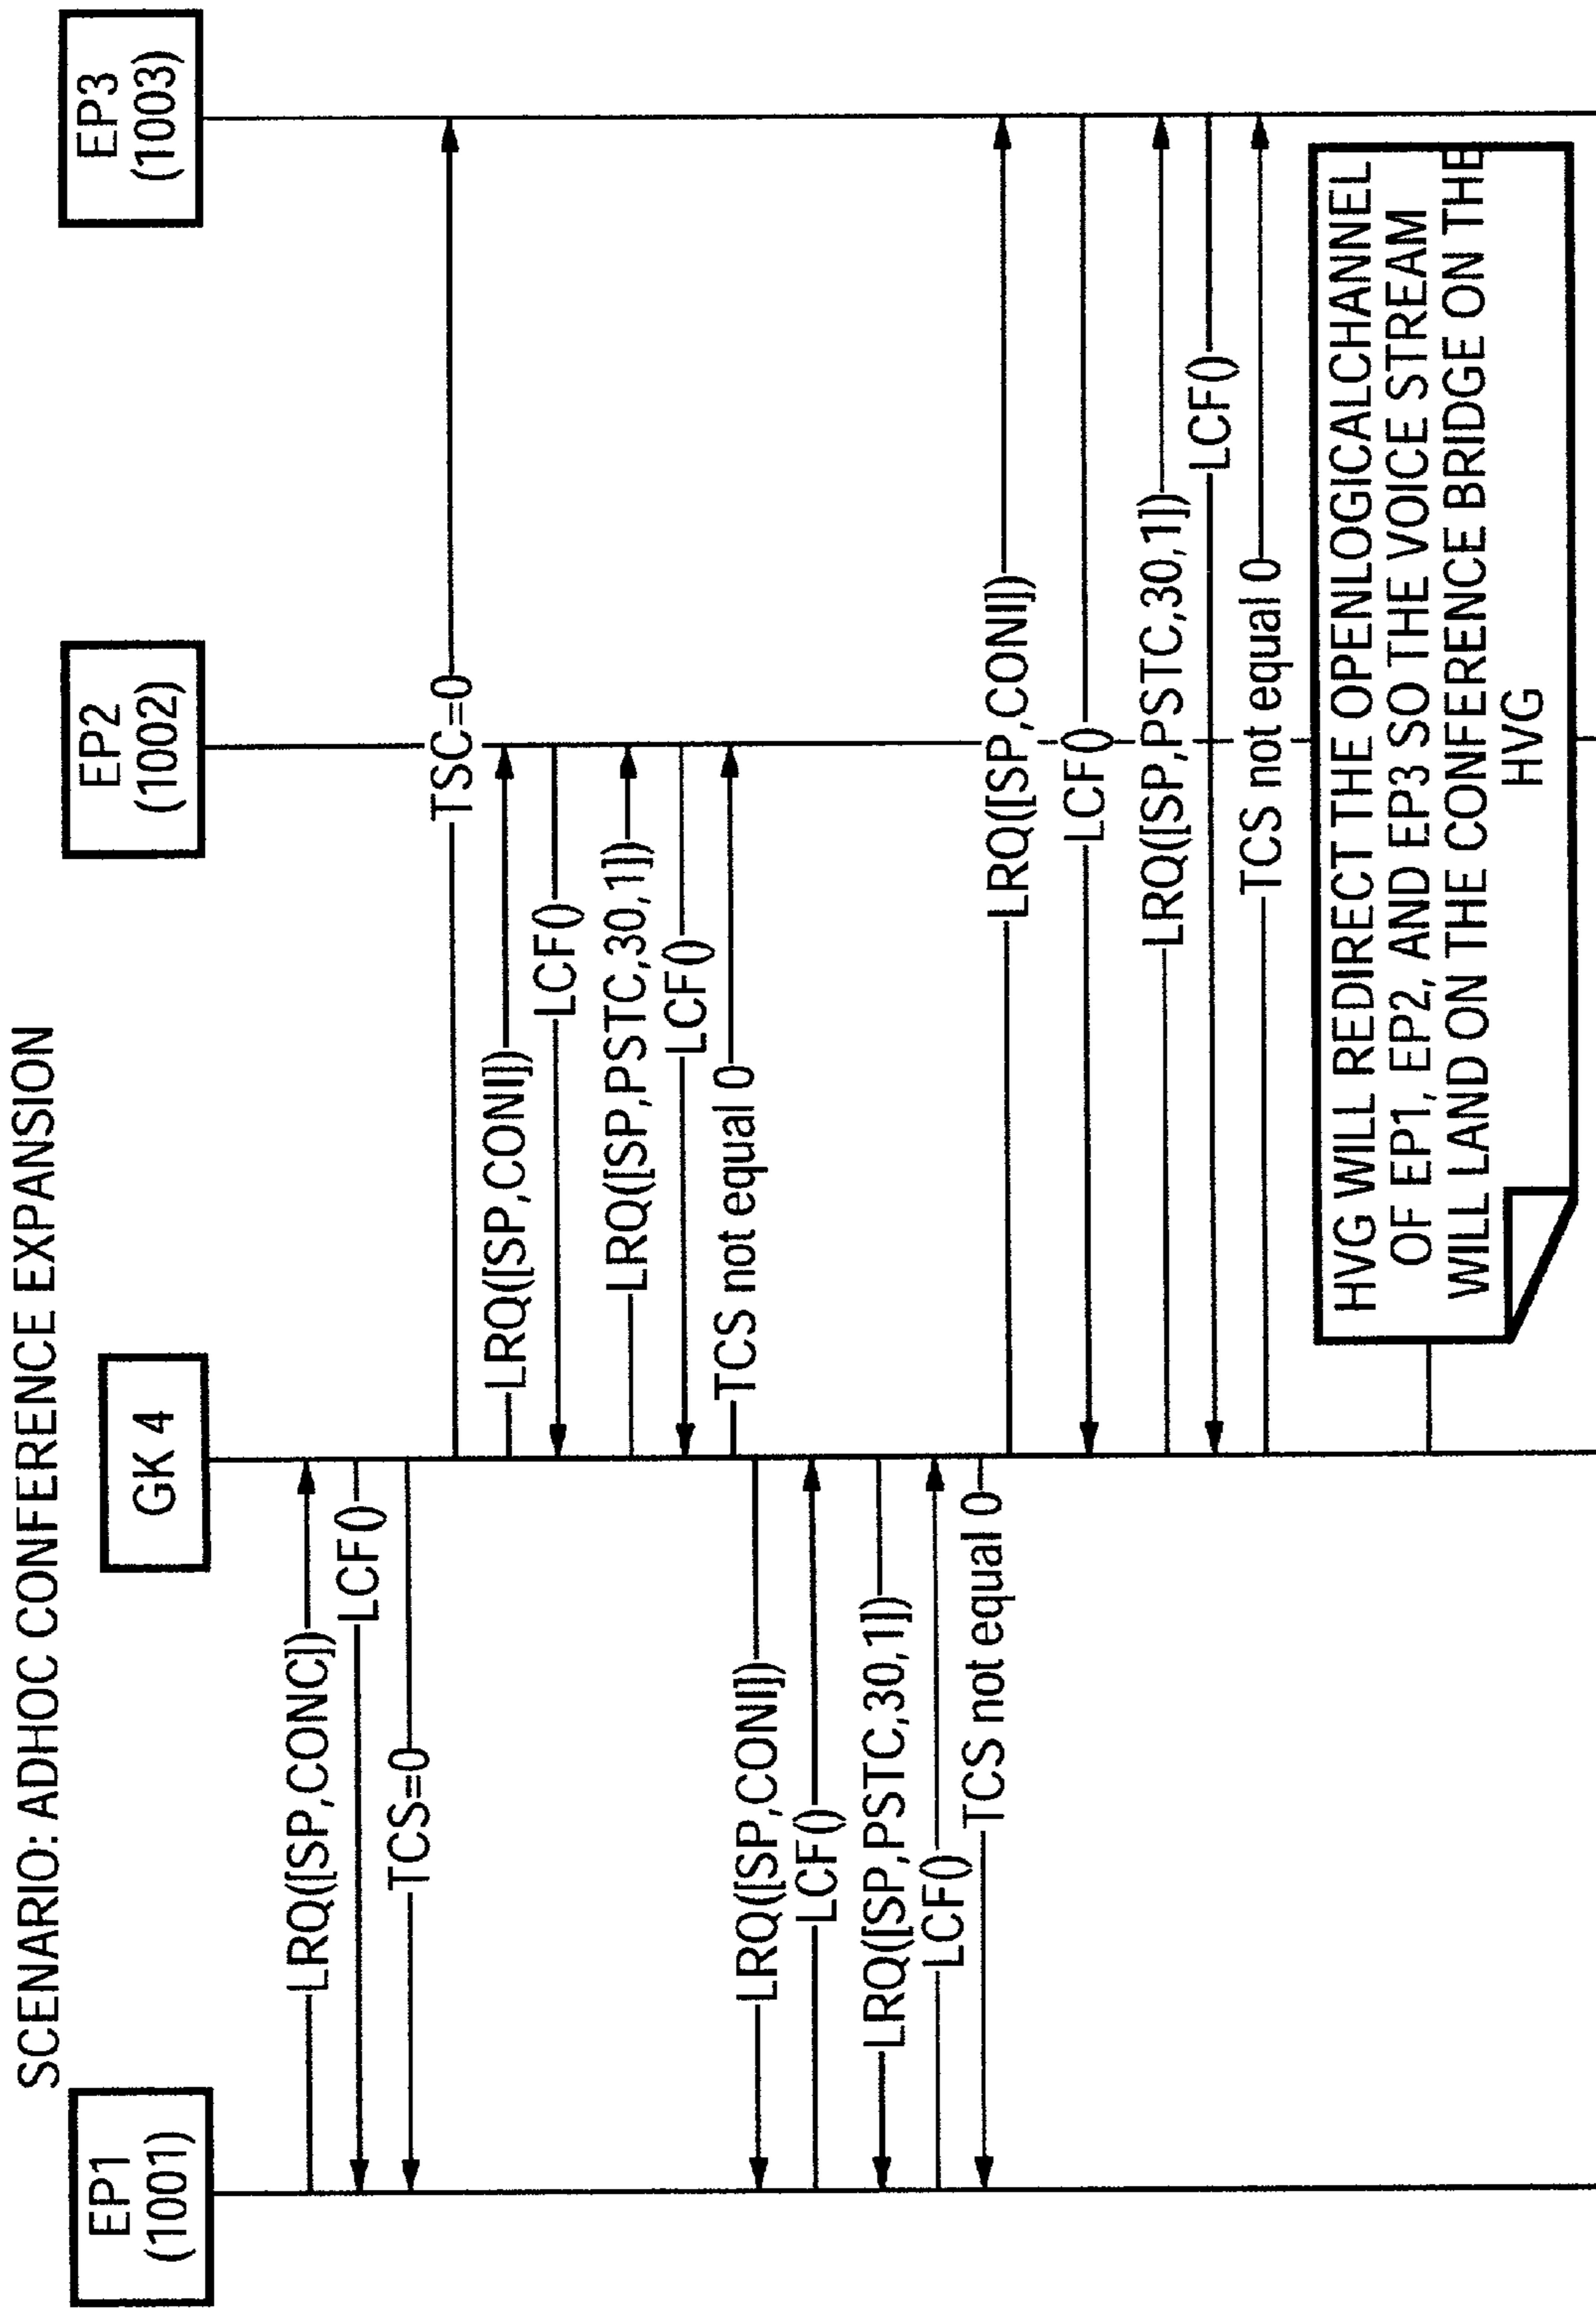 SCENARIO: ADHOC CONFERENCE EXPANSION
EP1
(1001)
GK 4
EP2
(1002)
EP3
(1003)
LRQ([SP,CONC])
LCF()
TCS=0
TSC=0
LRQ([SP,CONI])
LCF()
LRQ([SP,PSTC,30,1])
LCF()
TCS not equal 0
LRQ([SP,CONI])
LCF()
LRQ([SP,PSTC,30,1])
LCF()
TCS not equal 0
LRQ([SP,CONI])
LCF()
LRQ([SP,PSTC,30,1])
LCF()
TCS not equal 0
HVG WILL REDIRECT THE OPENLOGICALCHANNEL
OF EP1, EP2, AND EP3 SO THE VOICE STREAM
WILL LAND ON THE CONFERENCE BRIDGE ON THE
HVG